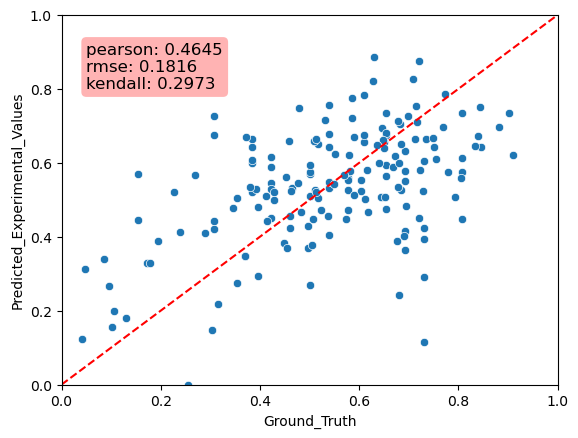 pearson: 0.4645
rmse: 0.1816
kendall: 0.2973
Predicted_Experimental_Values
1.0
0.8
0.6
0.4
0.2
0.0
0.0 0.2 0.4 0.6 0.8 1.0
Ground_Truth